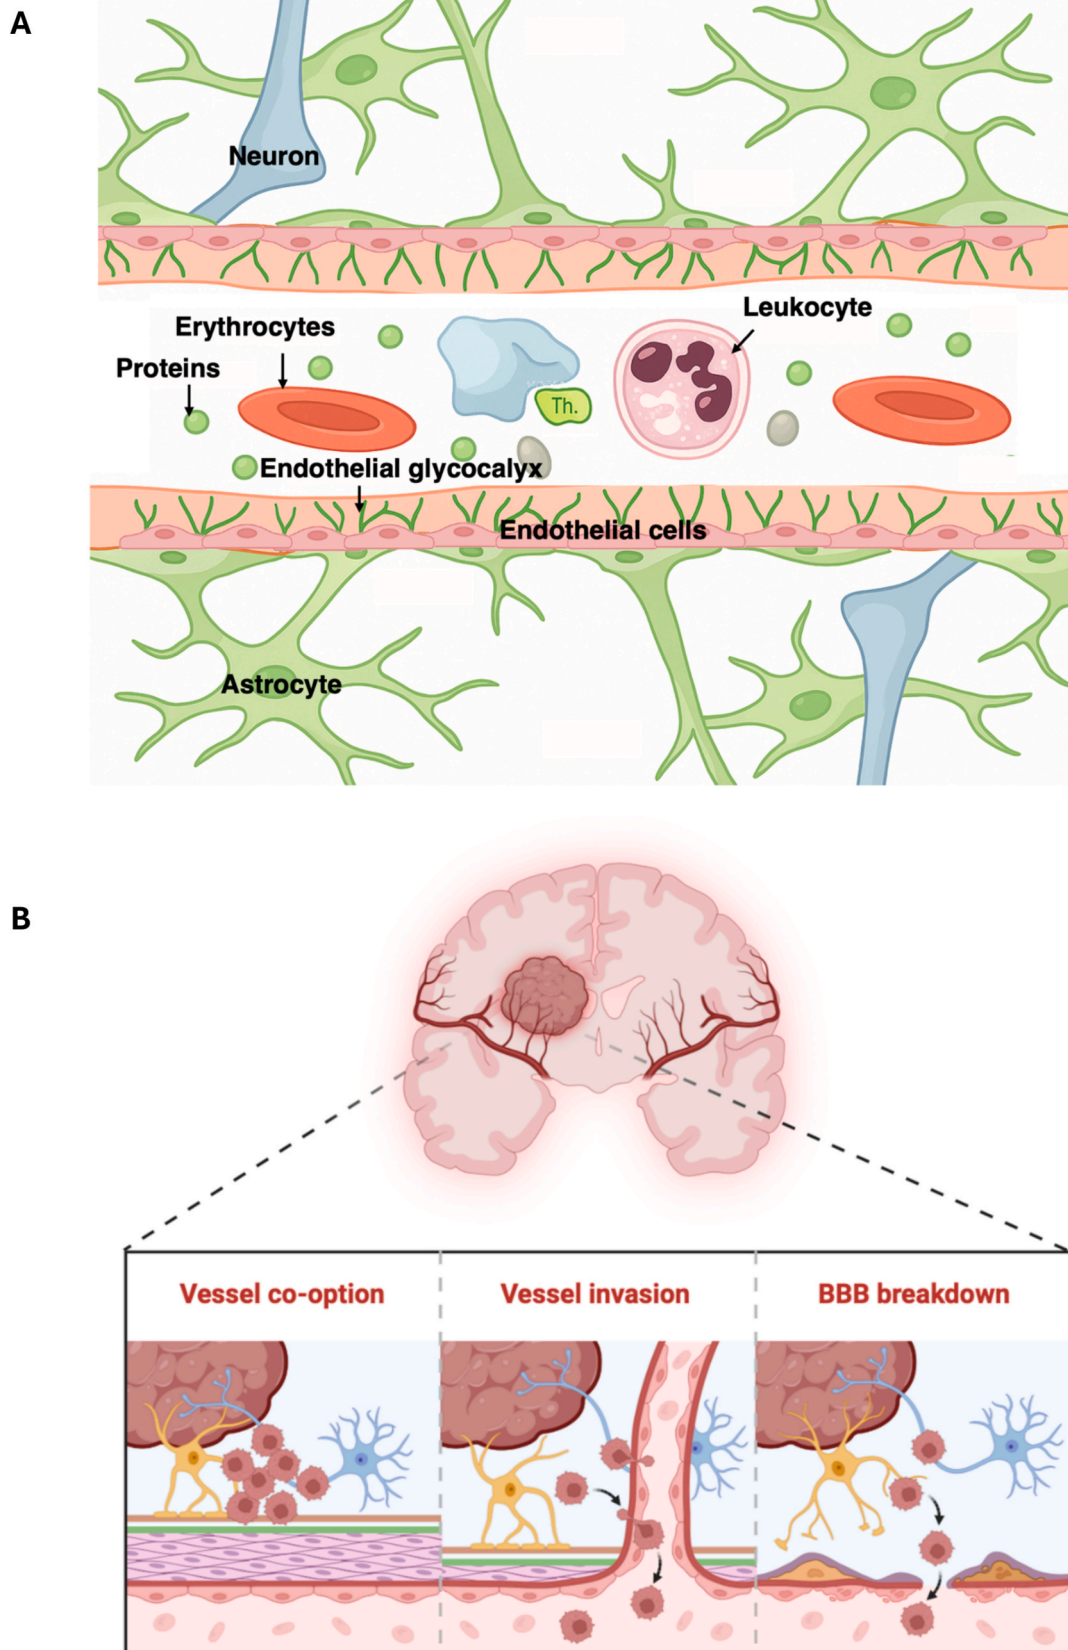 A
Neuron
Leukocyte
Erythrocytes
Proteins
Th.
Endothelial glycocalyx
Endothelial cells
Astrocyte
B
Vessel co-option
Vessel invasion
BBB breakdown